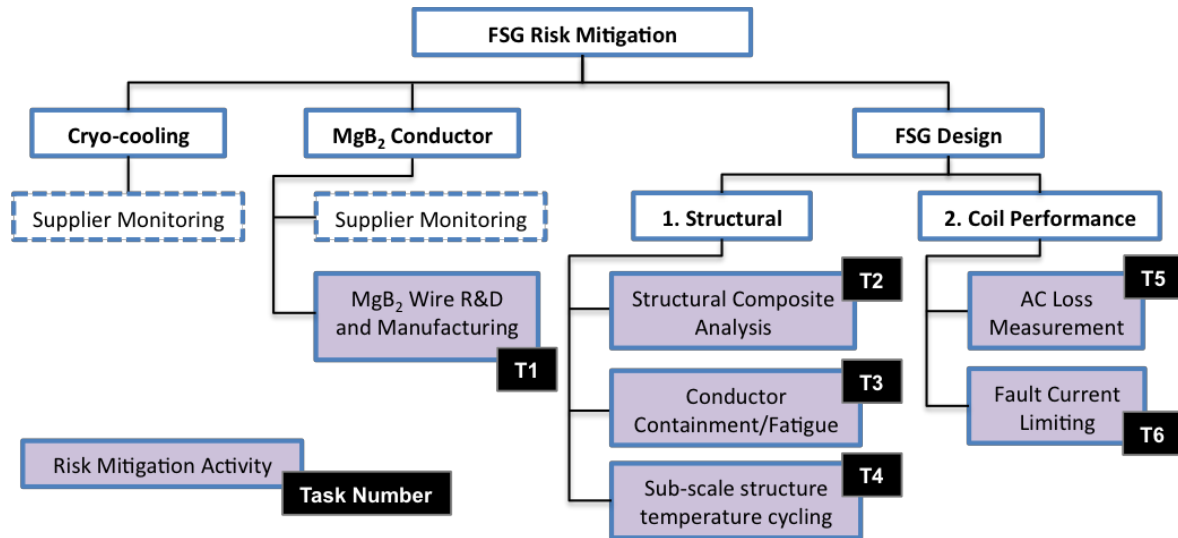 FSG Risk Mitigation
Cryo-cooling
MgB₂ Conductor
FSG Design
Supplier Monitoring
Supplier Monitoring
1. Structural
2. Coil Performance
MgB₂ Wire R&D
and Manufacturing
T1
Structural Composite
Analysis
T2
AC Loss
Measurement
T5
Conductor
Containment/Fatigue
T3
Fault Current
Limiting
T6
Sub-scale structure
temperature cycling
T4
Risk Mitigation Activity
Task Number